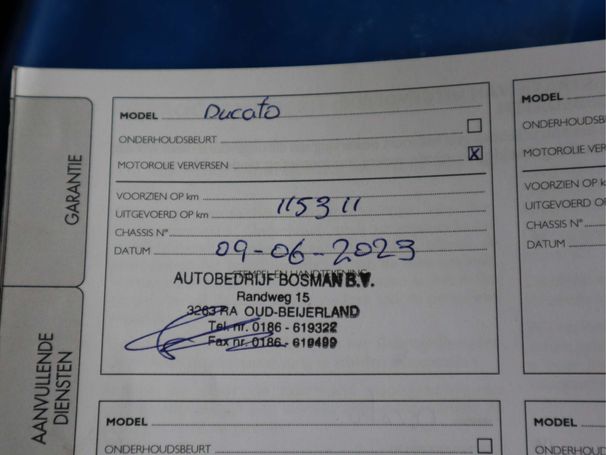 GARANTIE
AANVULLENDE
DIENSTEN
MODEL Ducato
ONDERHOUDSBEURT
MOTOROLIE VERVERSEN X
VOORZIEN OP km
UITGEVOERD OP km 115311
CHASSIS N°
DATUM 09-06-2023
STEMPEL EN HANDTEKENING
AUTOBEDRIJF BOSMAN B.V.
Randweg 15
3263 RA OUD-BEIJERLAND
Tel. nr. 0186 - 619322
Fax nr. 0186 -
MODEL
ONDERHOUDSB
MOTOROLIE VER
VOORZIEN OP km
UITGEVOERD OP
CHASSIS N°
DATUM
MODEL
ONDERHOUDSBEURT
MODEL
ONDERHOUD